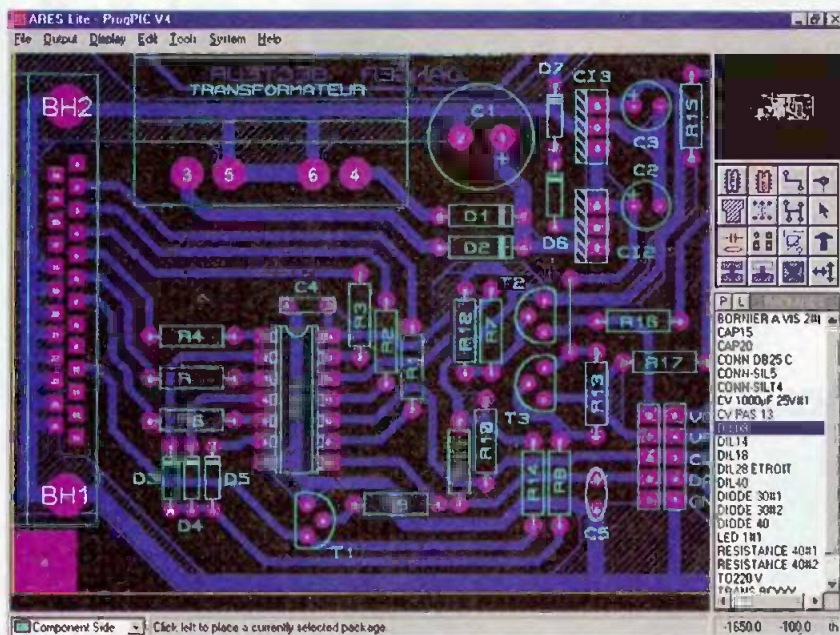 ARES Lite - ProgPIC V4
File Output Display Edit Tools System Help
TRANSFORMATEUR
BH2
3 5 6 4
C1
D7
CI3
R15
C3
C2
D1
D2
D6
CI2
C4
T2
R3
R2
R1
R12
R7
R16
R4
R
R17
T3
R13
R10
R14
R8
D3
D5
D4
BH1
T1
C5
P L
BORNIER A VIS 2#1
CAP15
CAP20
CONN DB25 C
CONN-SIL5
CONN-SIL14
CV 1000µF 25V#1
CV PAS 13
DIL14
DIL18
DIL28 ETROIT
DIL40
DIODE 30#1
DIODE 30#2
DIODE 40
LED 1#1
RESISTANCE 40#1
RESISTANCE 40#2
TO220 V
Component Side
Click left to place a currently selected package
-1650.0 -100.0 th